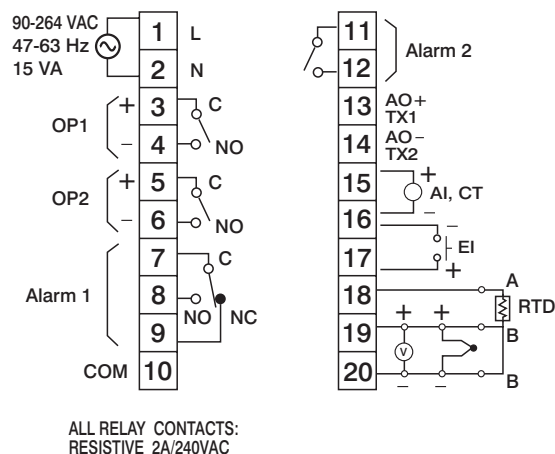 90-264 VAC
47-63 Hz
15 VA
1 L
2 N
OP1 + 3 C
− 4 NO
OP2 + 5 C
− 6 NO
7 C
Alarm 1 8 NO NC
9
COM 10
ALL RELAY CONTACTS:
RESISTIVE 2A/240VAC
11
12 Alarm 2
13 AO+
TX1
14 AO−
TX2
15 +
AI, CT
16 −
−
EI
17 +
18 A
RTD
19 + + B
V
20 − − B